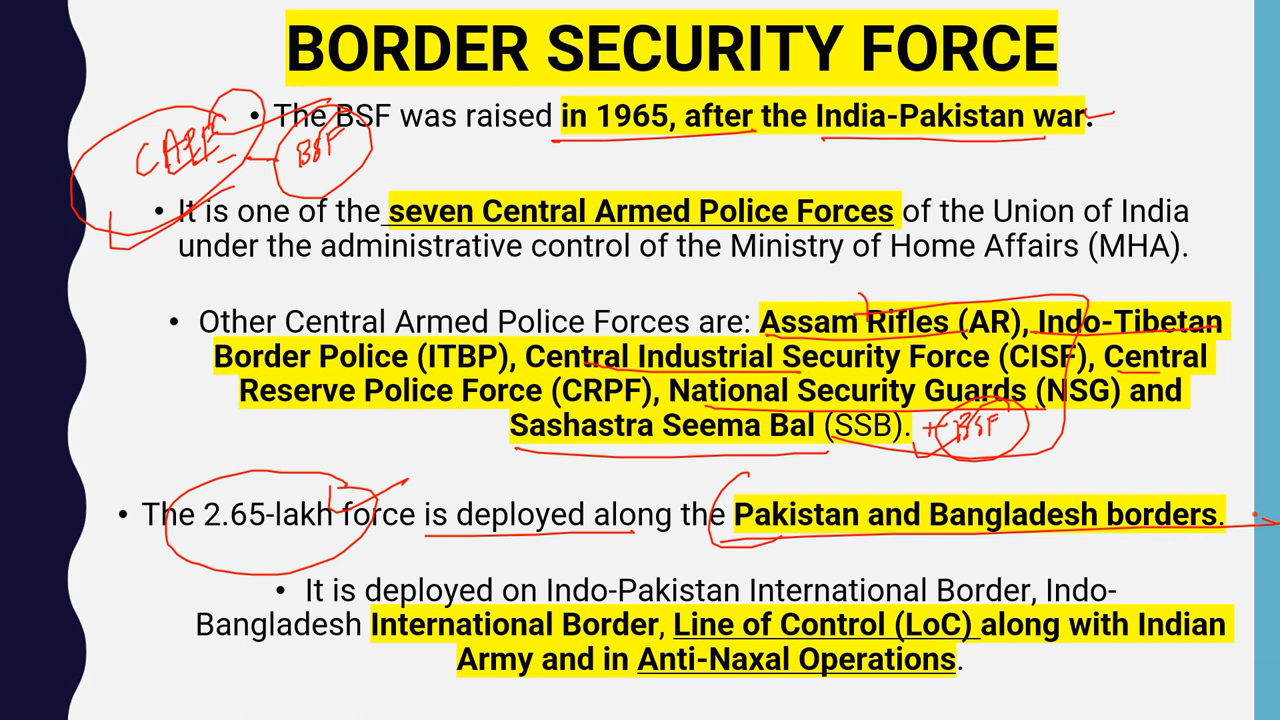 BORDER SECURITY FORCE
• The BSF was raised in 1965, after the India-Pakistan war.
CAPF
BSF
• It is one of the seven Central Armed Police Forces of the Union of India
under the administrative control of the Ministry of Home Affairs (MHA).
• Other Central Armed Police Forces are: Assam Rifles (AR), Indo-Tibetan
Border Police (ITBP), Central Industrial Security Force (CISF), Central
Reserve Police Force (CRPF), National Security Guards (NSG) and
Sashastra Seema Bal (SSB). + BSF
• The 2.65-lakh force is deployed along the Pakistan and Bangladesh borders.
• It is deployed on Indo-Pakistan International Border, Indo-
Bangladesh International Border, Line of Control (LoC) along with Indian
Army and in Anti-Naxal Operations.